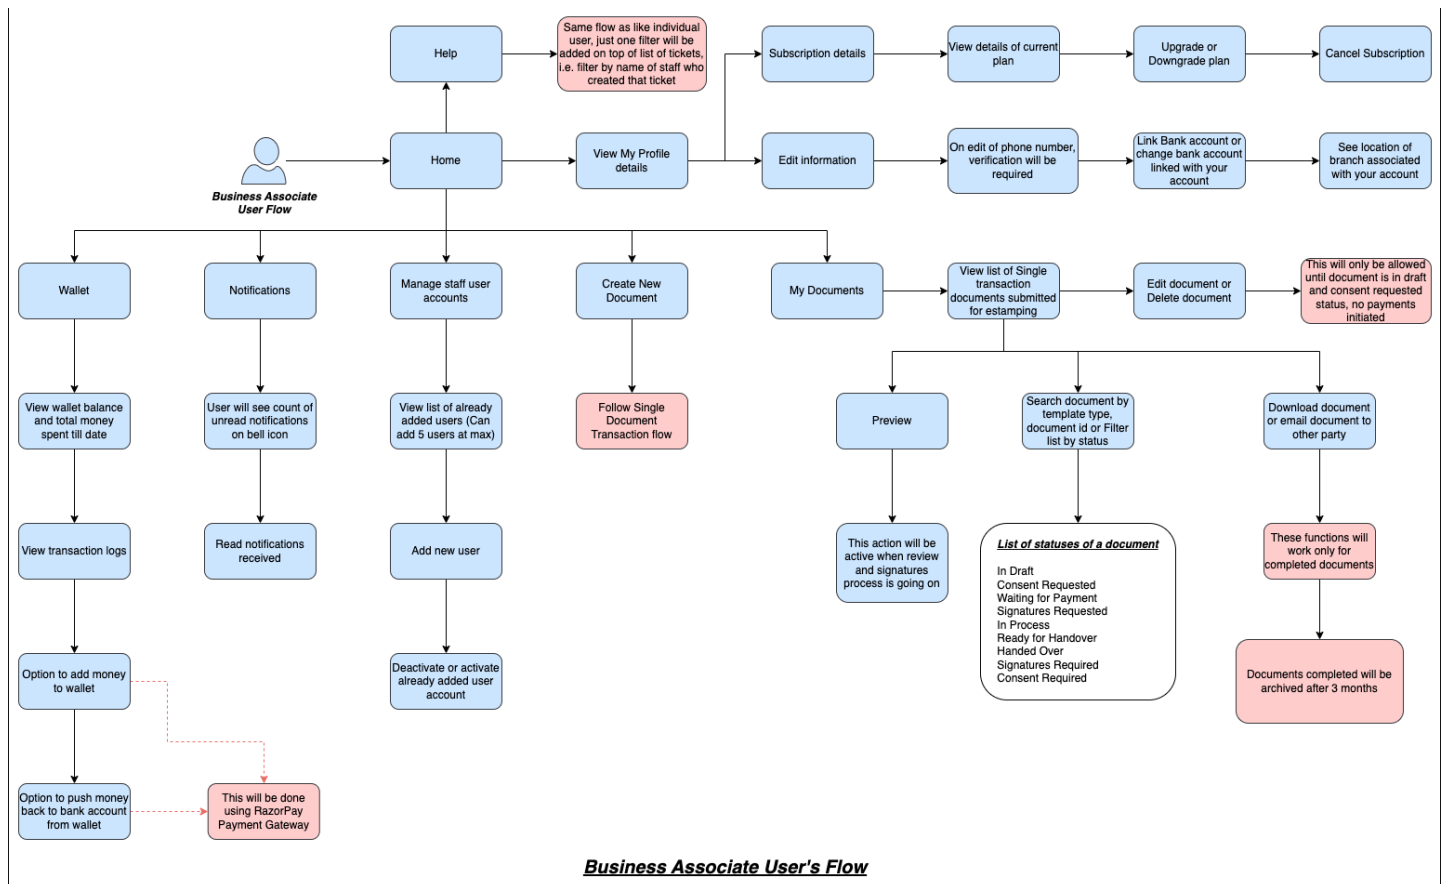 Help
Same flow as like individual
user, just one filter will be
added on top of list of tickets,
i.e. filter by name of staff who
created that ticket
Subscription details
View details of current
plan
Upgrade or
Downgrade plan
Cancel Subscription
Business Associate
User Flow
Home
View My Profile
details
Edit information
On edit of phone number,
verification will be
required
Link Bank account or
change bank account
linked with your
account
See location of
branch associated
with your account
Wallet
Notifications
Manage staff user
accounts
Create New
Document
My Documents
View list of Single
transaction
documents submitted
for estamping
Edit document or
Delete document
This will only be allowed
until document is in draft
and consent requested
status, no payments
initiated
View wallet balance
and total money
spent till date
User will see count of
unread notifications
on bell icon
View list of already
added users (Can
add 5 users at max)
Follow Single
Document
Transaction flow
Preview
Search document by
template type,
document id or Filter
list by status
Download document
or email document to
other party
View transaction logs
Read notifications
received
Add new user
This action will be
active when review
and signatures
process is going on
List of statuses of a document
In Draft
Consent Requested
Waiting for Payment
Signatures Requested
In Process
Ready for Handover
Handed Over
Signatures Required
Consent Required
These functions will
work only for
completed documents
Option to add money
to wallet
Deactivate or activate
already added user
account
Documents completed will be
archived after 3 months
Option to push money
back to bank account
from wallet
This will be done
using RazorPay
Payment Gateway
Business Associate User's Flow